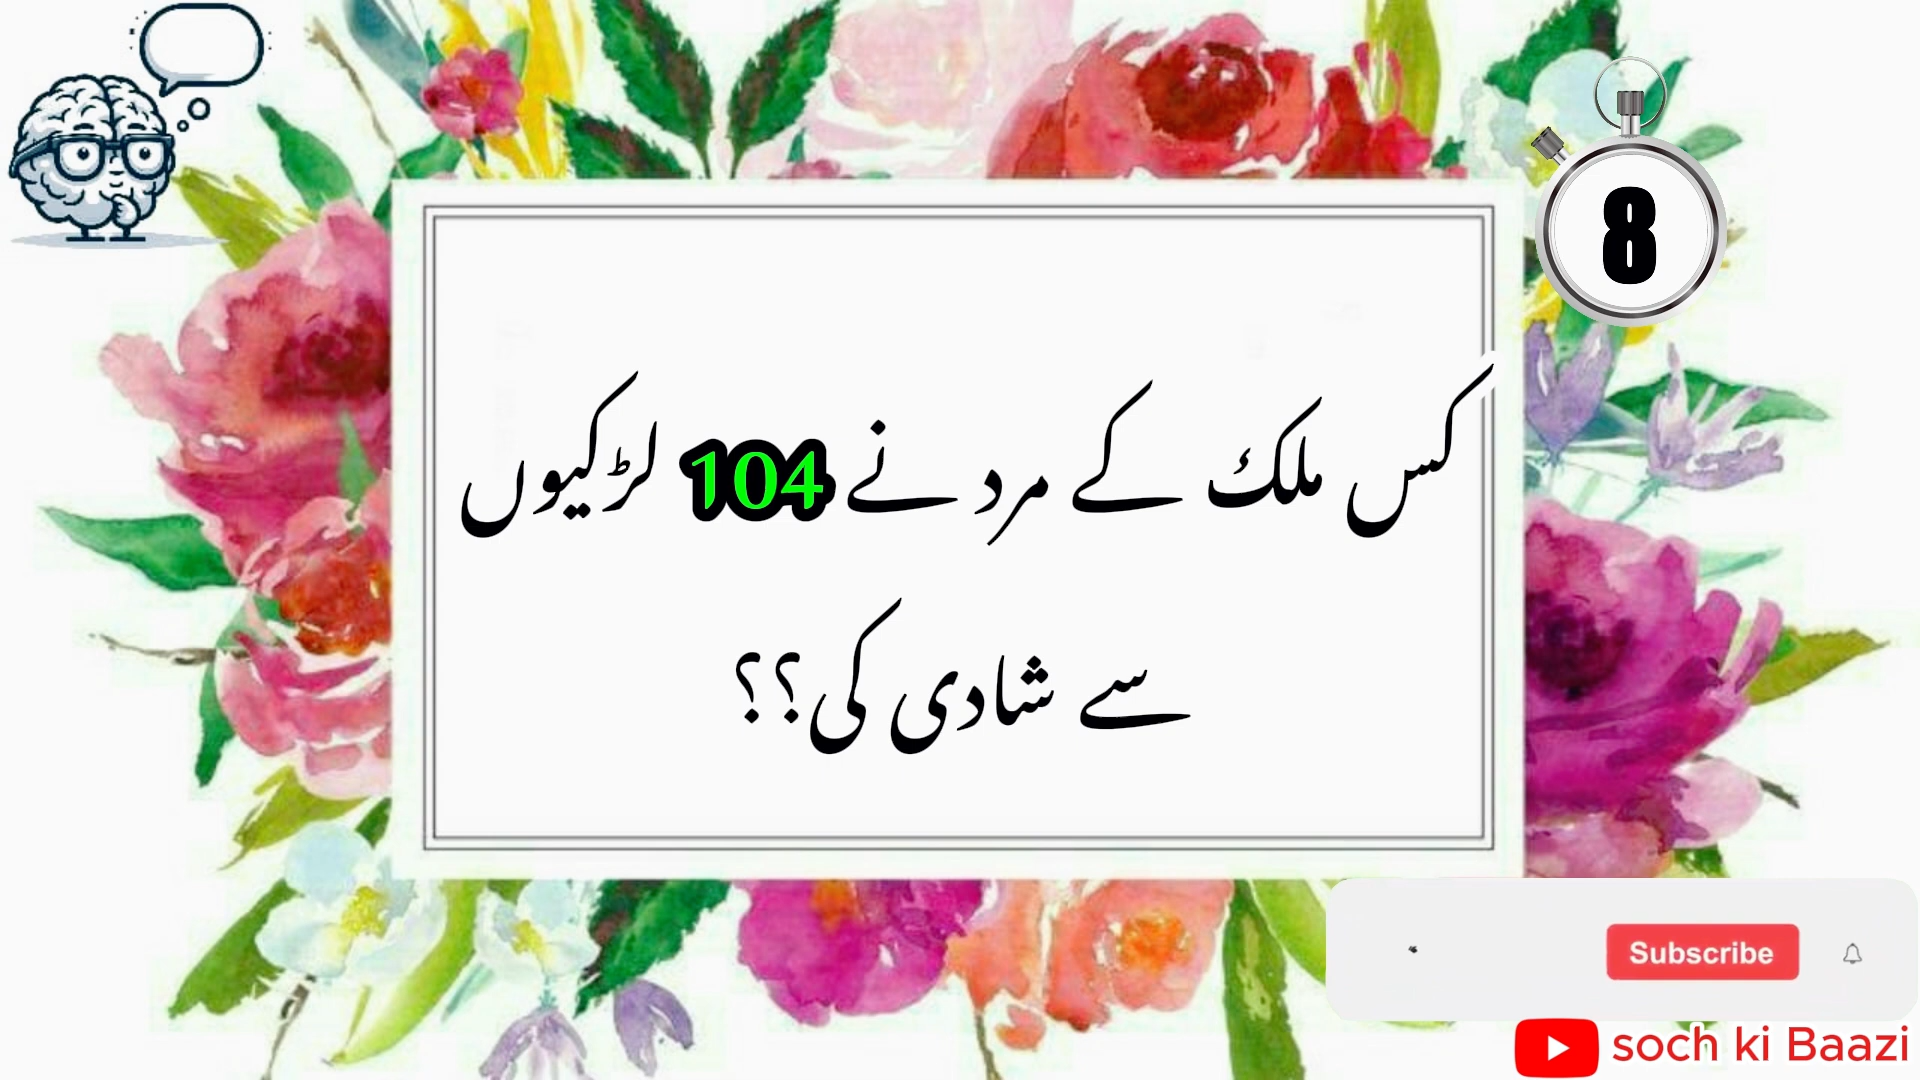 8
کس ملک کے مرد نے 104 لڑکیوں
سے شادی کی؟؟
Subscribe
soch ki Baazi